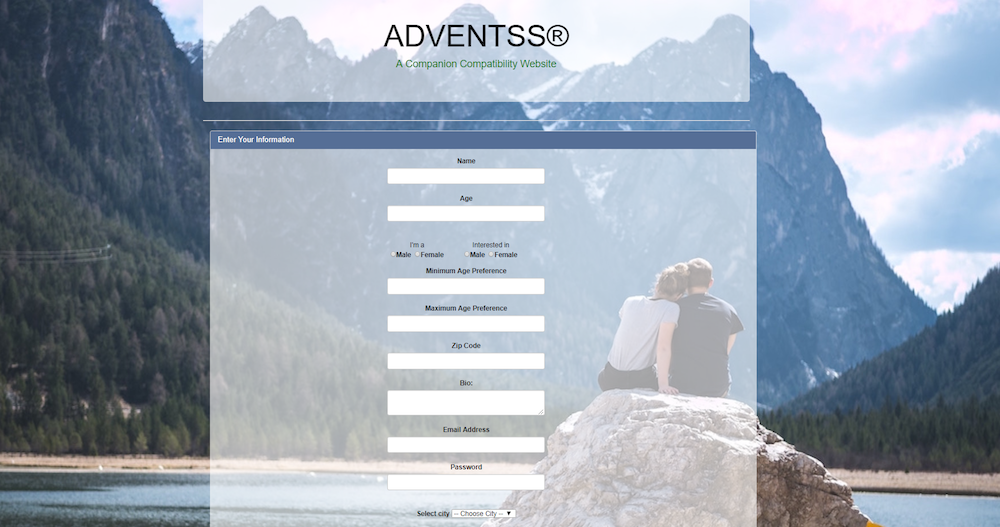 ADVENTSS®
A Companion Compatibility Website
Enter Your Information
Name
Age
I'm a Interested in
Male Female Male Female
Minimum Age Preference
Maximum Age Preference
Zip Code
Bio:
Email Address
Password
Select city -- Choose City --